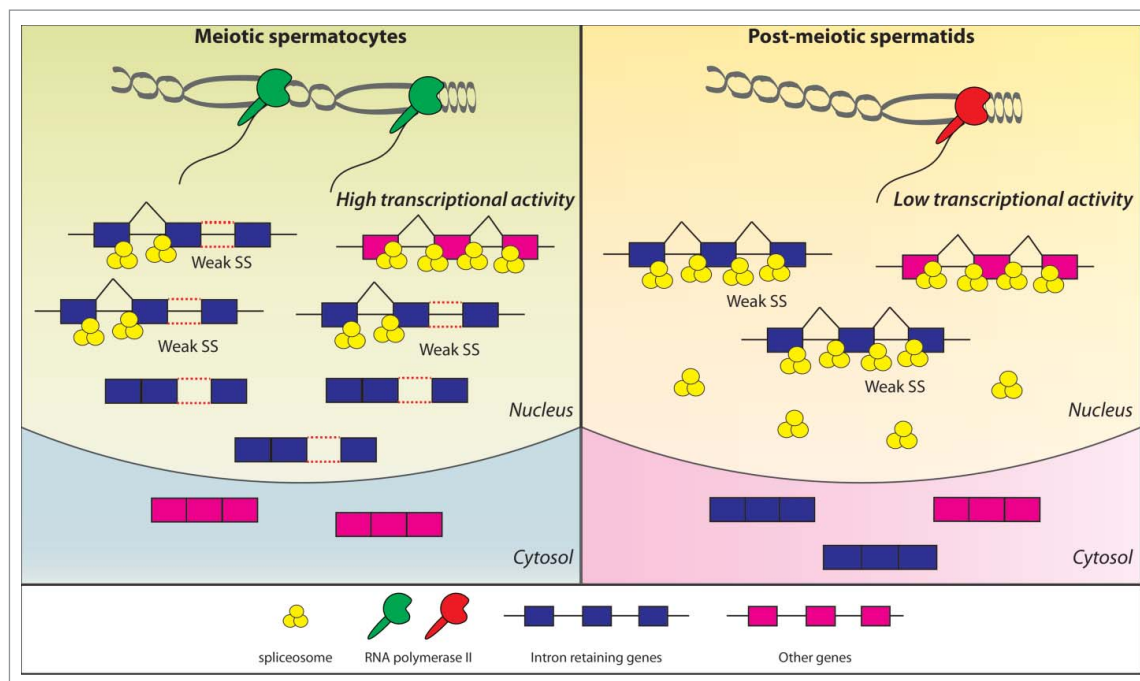 Meiotic spermatocytes
High transcriptional activity
Weak SS
Weak SS
Weak SS
Nucleus
Cytosol
Post-meiotic spermatids
Low transcriptional activity
Weak SS
Weak SS
Nucleus
Cytosol
spliceosome
RNA polymerase II
Intron retaining genes
Other genes